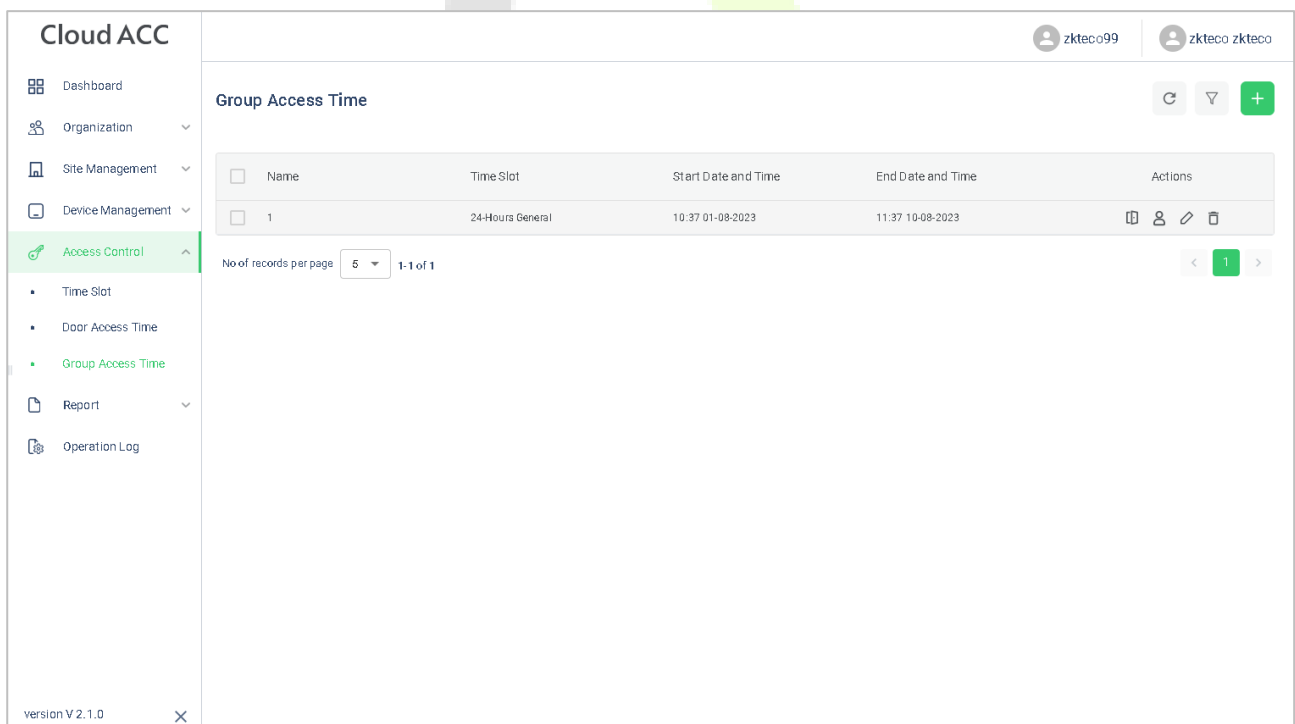 Cloud ACC
zkteco99
zkteco zkteco
Dashboard
Organization
Site Management
Device Management
Access Control
Time Slot
Door Access Time
Group Access Time
Report
Operation Log
version V 2.1.0
Group Access Time
Name Time Slot Start Date and Time End Date and Time Actions
1 24-Hours General 10:37 01-08-2023 11:37 10-08-2023
No of records per page 5 1-1 of 1
1